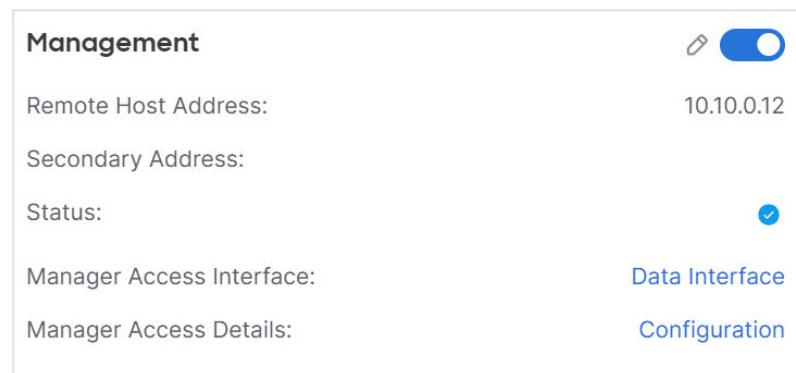 Management
Remote Host Address: 10.10.0.12
Secondary Address:
Status:
Manager Access Interface: Data Interface
Manager Access Details: Configuration